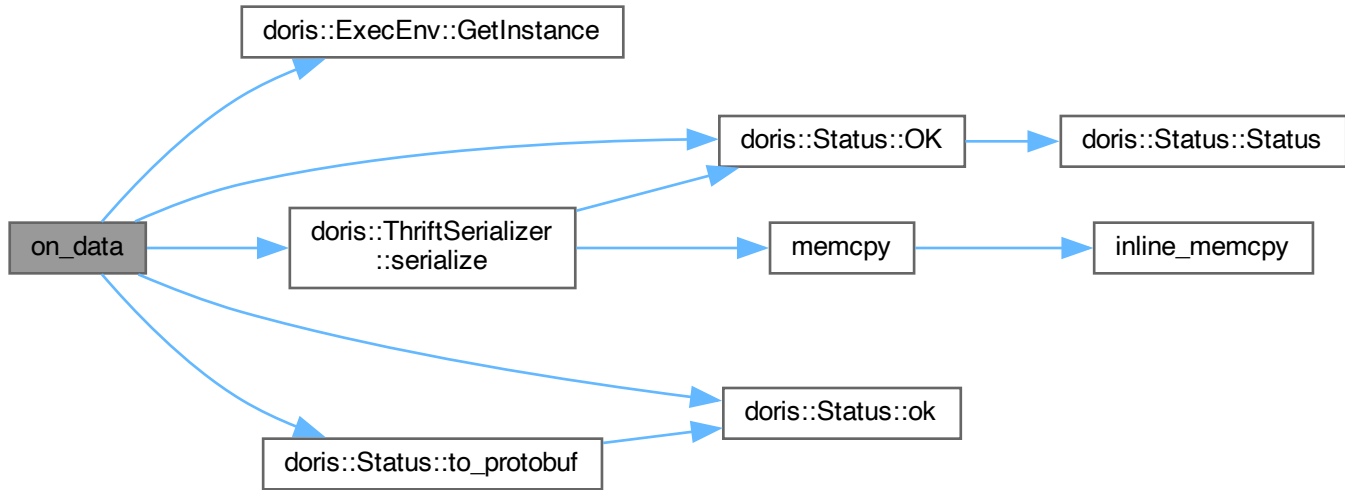 doris::ExecEnv::GetInstance
doris::Status::OK
doris::Status::Status
on_data
doris::ThriftSerializer
::serialize
memcpy
inline_memcpy
doris::Status::ok
doris::Status::to_protobuf